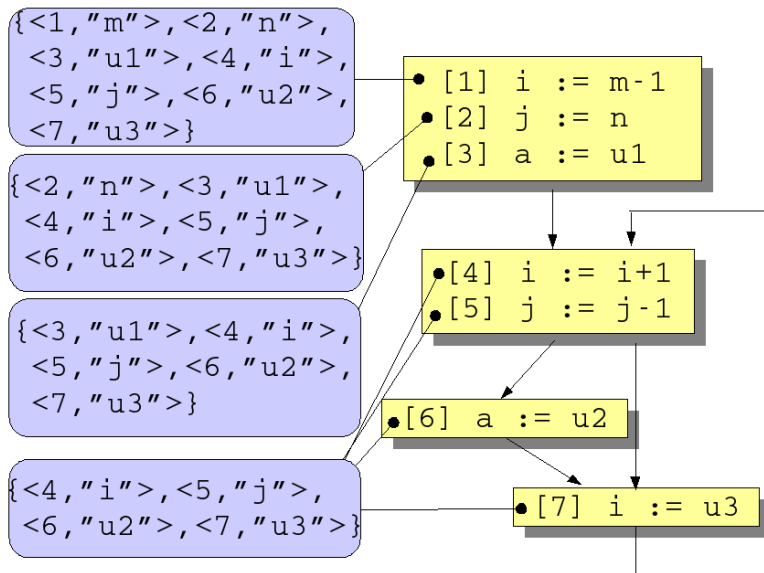 {<1,"m">,<2,"n">,
<3,"u1">,<4,"i">,
<5,"j">,<6,"u2">,
<7,"u3">}
{<2,"n">,<3,"u1">,
<4,"i">,<5,"j">,
<6,"u2">,<7,"u3">}
{<3,"u1">,<4,"i">,
<5,"j">,<6,"u2">,
<7,"u3">}
{<4,"i">,<5,"j">,
<6,"u2">,<7,"u3">}
[1] i := m-1
[2] j := n
[3] a := u1
[4] i := i+1
[5] j := j-1
[6] a := u2
[7] i := u3